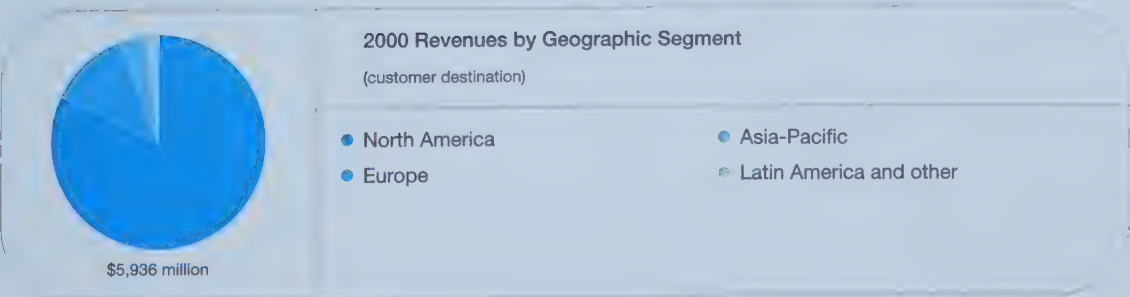 2000 Revenues by Geographic Segment
(customer destination)
North America
Europe
Asia-Pacific
Latin America and other
$5,936 million